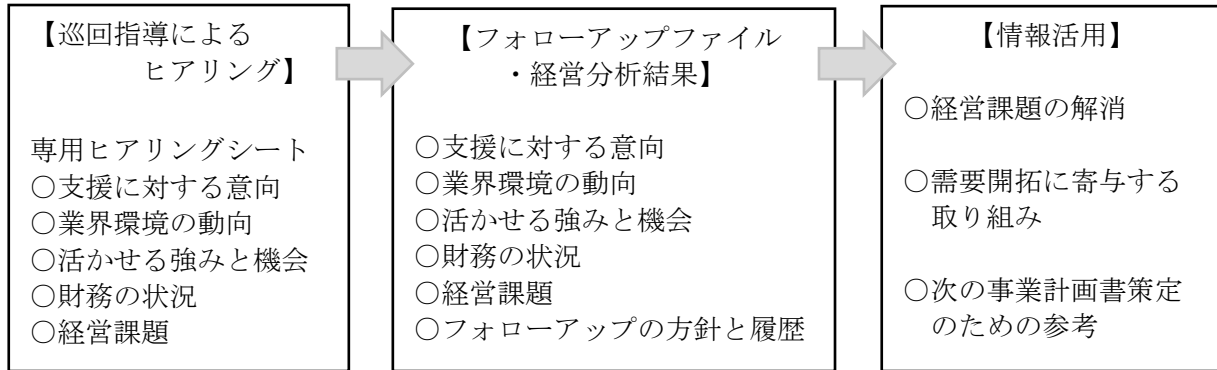 【巡回指導による
ヒアリング】
専用ヒアリングシート
○支援に対する意向
○業界環境の動向
○活かせる強みと機会
○財務の状況
○経営課題
【フォローアップファイル
・経営分析結果】
○支援に対する意向
○業界環境の動向
○活かせる強みと機会
○財務の状況
○経営課題
○フォローアップの方針と履歴
【情報活用】
○経営課題の解消
○需要開拓に寄与する
取り組み
○次の事業計画書策定
のための参考